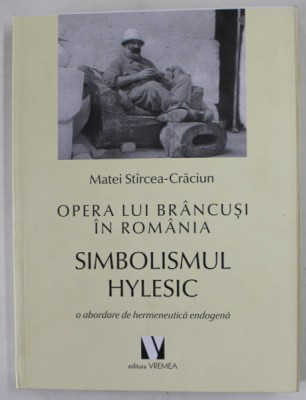 Matei Stîrcea-Crăciun
OPERA LUI BRÂNCUȘI
ÎN ROMÂNIA
SIMBOLISMUL
HYLESIC
o abordare de hermeneutică endogenă
editura VREMEA